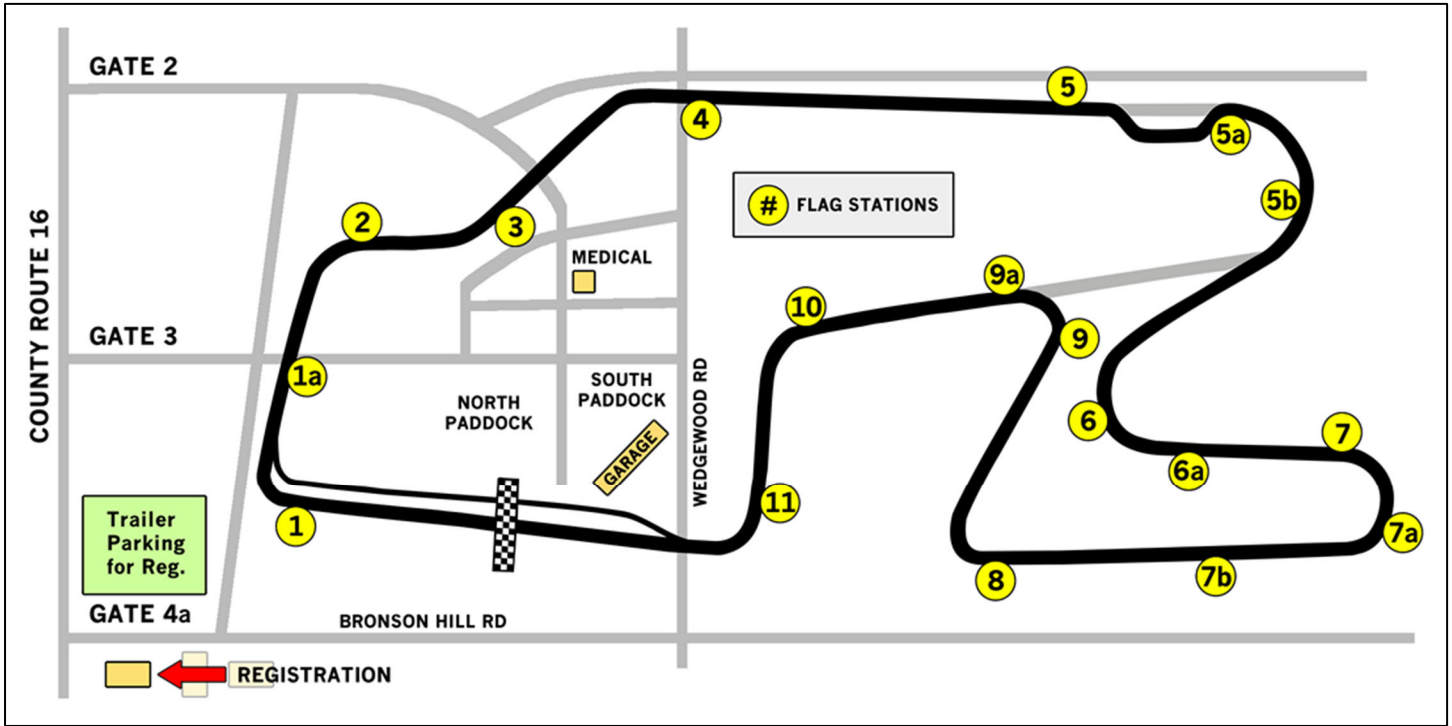 GATE 2
5
4
5a
2
3
# FLAG STATIONS
5b
COUNTY ROUTE 16
MEDICAL
9a
10
GATE 3
9
1a
SOUTH
PADDOCK
NORTH
PADDOCK
WEDGEWOOD RD
6
7
GARAGE
6a
11
1
Trailer
Parking
for Reg.
7a
8
7b
GATE 4a
BRONSON HILL RD
REGISTRATION